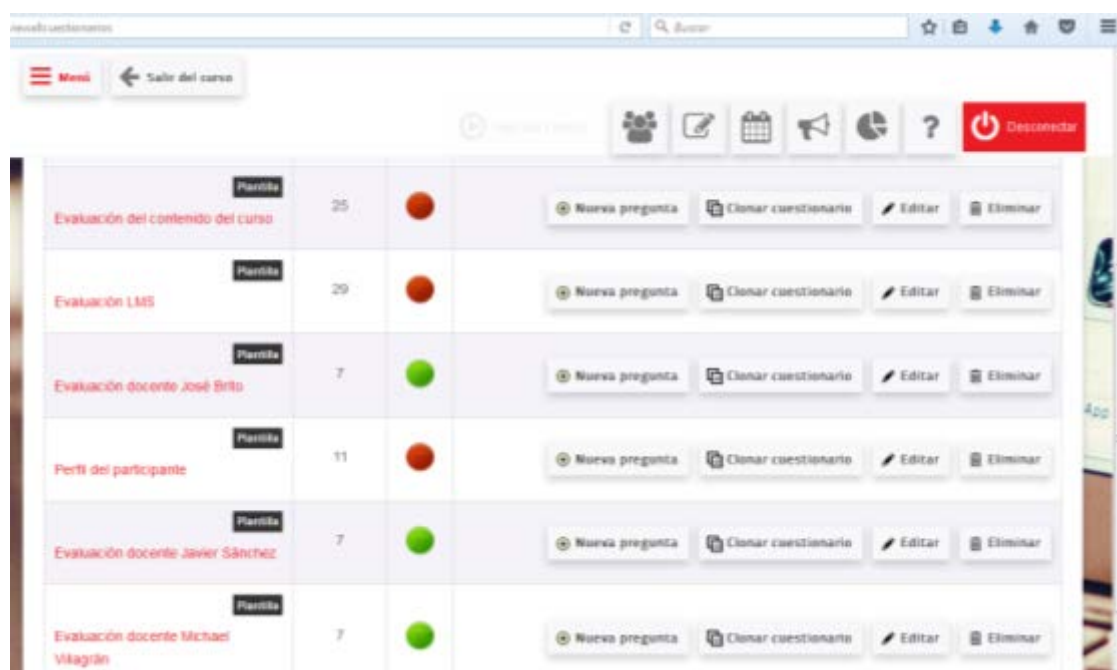 Buscar
Menú
Salir del curso
?
Desconectar
Plantilla
Evaluación del contenido del curso
25
Nueva pregunta
Clonar cuestionario
Editar
Eliminar
Plantilla
Evaluación LMS
29
Nueva pregunta
Clonar cuestionario
Editar
Eliminar
Plantilla
Evaluación docente José Brito
7
Nueva pregunta
Clonar cuestionario
Editar
Eliminar
App
Plantilla
Perfil del participante
11
Nueva pregunta
Clonar cuestionario
Editar
Eliminar
Plantilla
Evaluación docente Javier Sánchez
7
Nueva pregunta
Clonar cuestionario
Editar
Eliminar
Plantilla
Evaluación docente Michael
Villagrán
7
Nueva pregunta
Clonar cuestionario
Editar
Eliminar